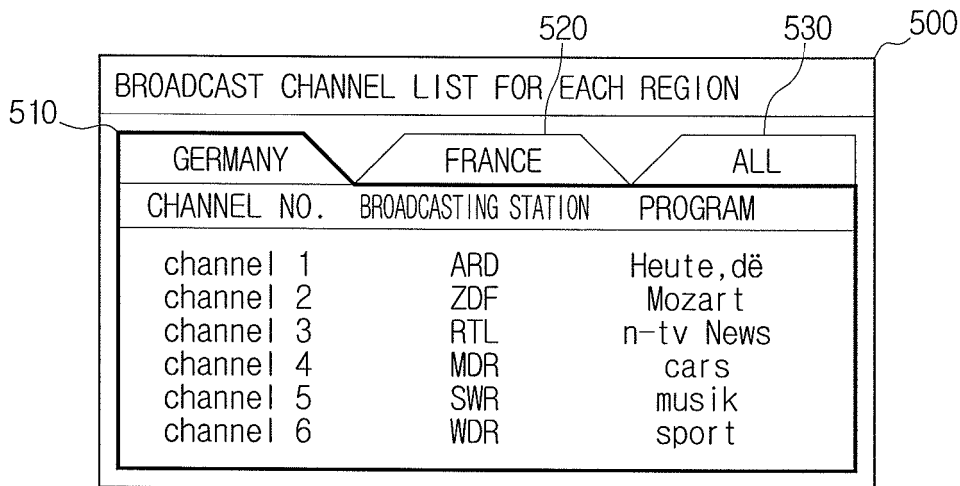 520 530 500
BROADCAST CHANNEL LIST FOR EACH REGION
510
GERMANY FRANCE ALL
CHANNEL NO. BROADCASTING STATION PROGRAM
channel 1 ARD Heute,dë
channel 2 ZDF Mozart
channel 3 RTL n-tv News
channel 4 MDR cars
channel 5 SWR musik
channel 6 WDR sport